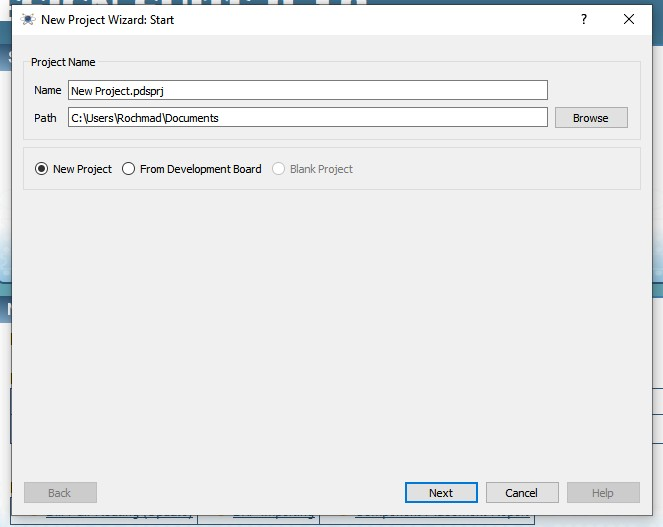 New Project Wizard: Start
?
Project Name
Name New Project.pdsprj
Path C:\Users\Rochmad\Documents Browse
New Project From Development Board Blank Project
Back Next Cancel Help